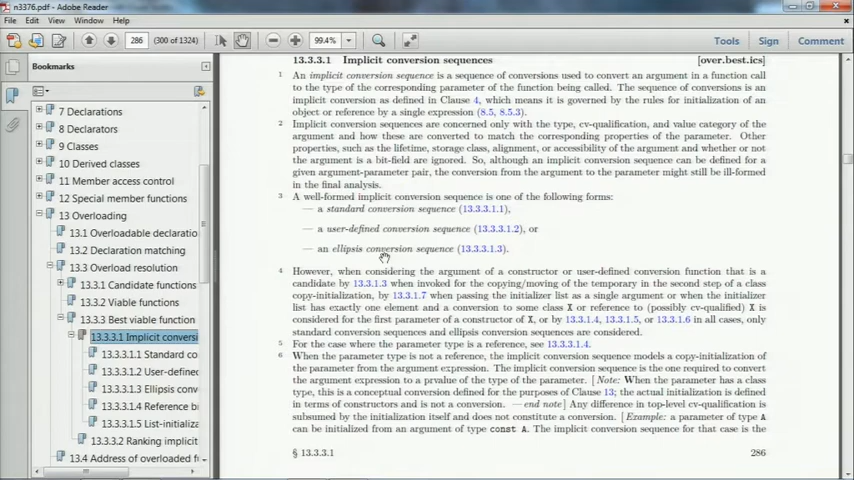 n3376.pdf - Adobe Reader
File Edit View Window Help
286 (300 of 1324) 99.4% Tools Sign Comment
Bookmarks
7 Declarations
8 Declarators
9 Classes
10 Derived classes
11 Member access control
12 Special member functions
13 Overloading
13.1 Overloadable declaratio
13.2 Declaration matching
13.3 Overload resolution
13.3.1 Candidate functions
13.3.2 Viable functions
13.3.3 Best viable function
13.3.3.1 Implicit conversi
13.3.3.1.1 Standard co
13.3.3.1.2 User-define
13.3.3.1.3 Ellipsis conv
13.3.3.1.4 Reference bi
13.3.3.1.5 List-initializa
13.3.3.2 Ranking implicit
13.4 Address of overloaded f
13.3.3.1 Implicit conversion sequences [over.best.ics]
1 An implicit conversion sequence is a sequence of conversions used to convert an argument in a function call
to the type of the corresponding parameter of the function being called. The sequence of conversions is an
implicit conversion as defined in Clause 4, which means it is governed by the rules for initialization of an
object or reference by a single expression (8.5, 8.5.3).
2 Implicit conversion sequences are concerned only with the type, cv-qualification, and value category of the
argument and how these are converted to match the corresponding properties of the parameter. Other
properties, such as the lifetime, storage class, alignment, or accessibility of the argument and whether or not
the argument is a bit-field are ignored. So, although an implicit conversion sequence can be defined for a
given argument-parameter pair, the conversion from the argument to the parameter might still be ill-formed
in the final analysis.
3 A well-formed implicit conversion sequence is one of the following forms:
— a standard conversion sequence (13.3.3.1.1),
— a user-defined conversion sequence (13.3.3.1.2), or
— an ellipsis conversion sequence (13.3.3.1.3).
4 However, when considering the argument of a constructor or user-defined conversion function that is a
candidate by 13.3.1.3 when invoked for the copying/moving of the temporary in the second step of a class
copy-initialization, by 13.3.1.7 when passing the initializer list as a single argument or when the initializer
list has exactly one element and a conversion to some class X or reference to (possibly cv-qualified) X is
considered for the first parameter of a constructor of X, or by 13.3.1.4, 13.3.1.5, or 13.3.1.6 in all cases, only
standard conversion sequences and ellipsis conversion sequences are considered.
5 For the case where the parameter type is a reference, see 13.3.3.1.4.
6 When the parameter type is not a reference, the implicit conversion sequence models a copy-initialization of
the parameter from the argument expression. The implicit conversion sequence is the one required to convert
the argument expression to a prvalue of the type of the parameter. [ Note: When the parameter has a class
type, this is a conceptual conversion defined for the purposes of Clause 13; the actual initialization is defined
in terms of constructors and is not a conversion. — end note ] Any difference in top-level cv-qualification is
subsumed by the initialization itself and does not constitute a conversion. [ Example: a parameter of type A
can be initialized from an argument of type const A. The implicit conversion sequence for that case is the
§ 13.3.3.1 286